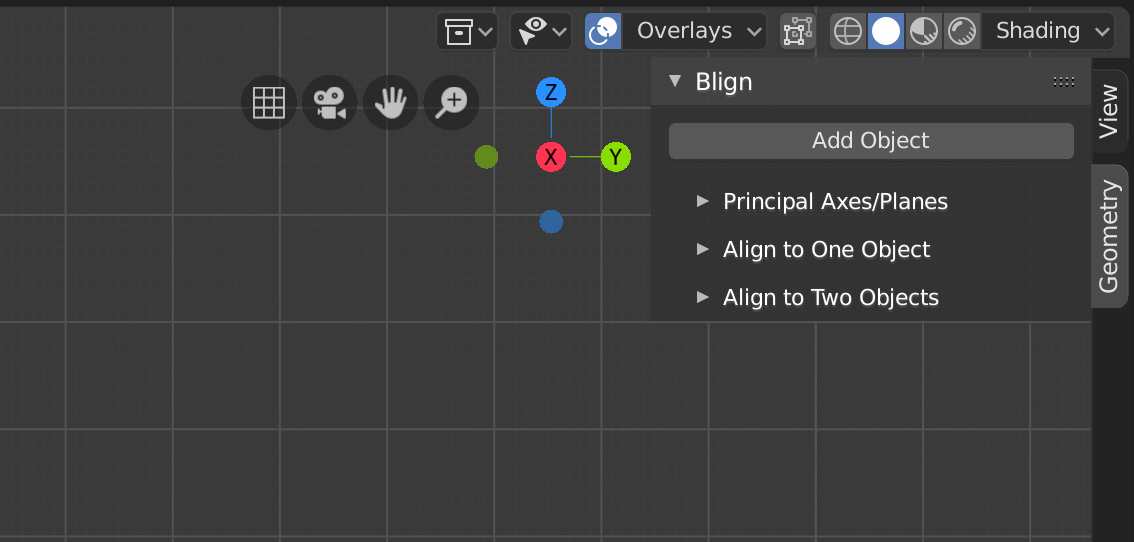 Overlays
Shading
Z
X
Y
Blign
Add Object
Principal Axes/Planes
Align to One Object
Align to Two Objects
View
Geometry